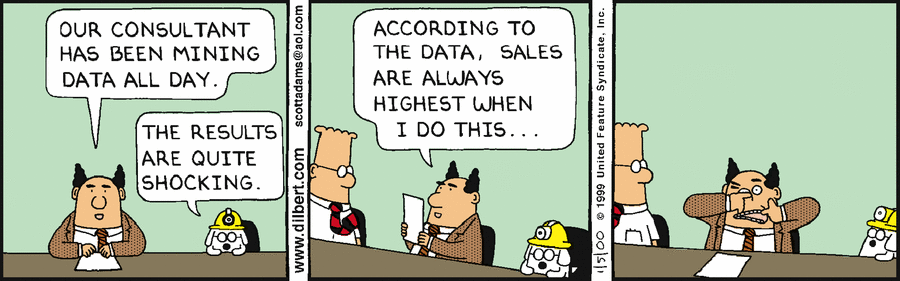 OUR CONSULTANT
HAS BEEN MINING
DATA ALL DAY.
THE RESULTS
ARE QUITE
SHOCKING.
www.dilbert.com scottadams@aol.com
ACCORDING TO
THE DATA, SALES
ARE ALWAYS
HIGHEST WHEN
I DO THIS...
1/5/00 © 1999 United Feature Syndicate, Inc.